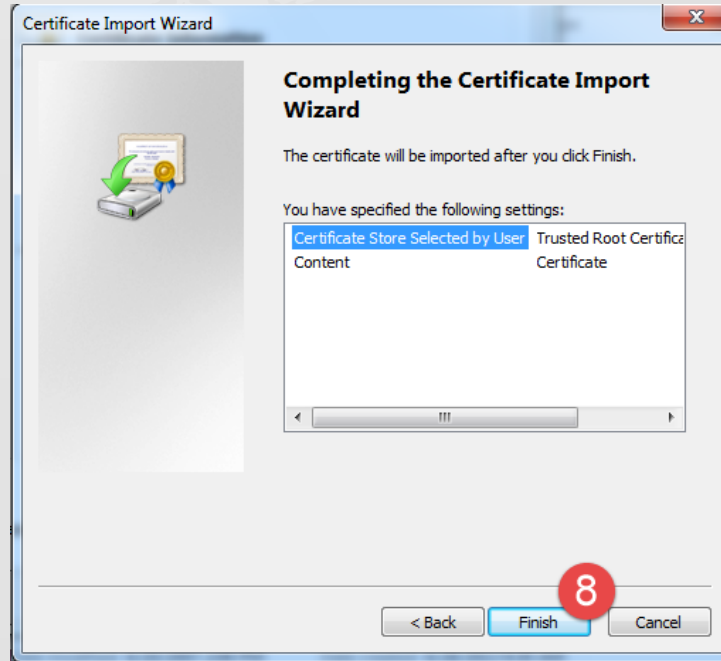 Certificate Import Wizard
Completing the Certificate Import
Wizard
The certificate will be imported after you click Finish.
You have specified the following settings:
Certificate Store Selected by User Trusted Root Certifica
Content Certificate
8
< Back Finish Cancel